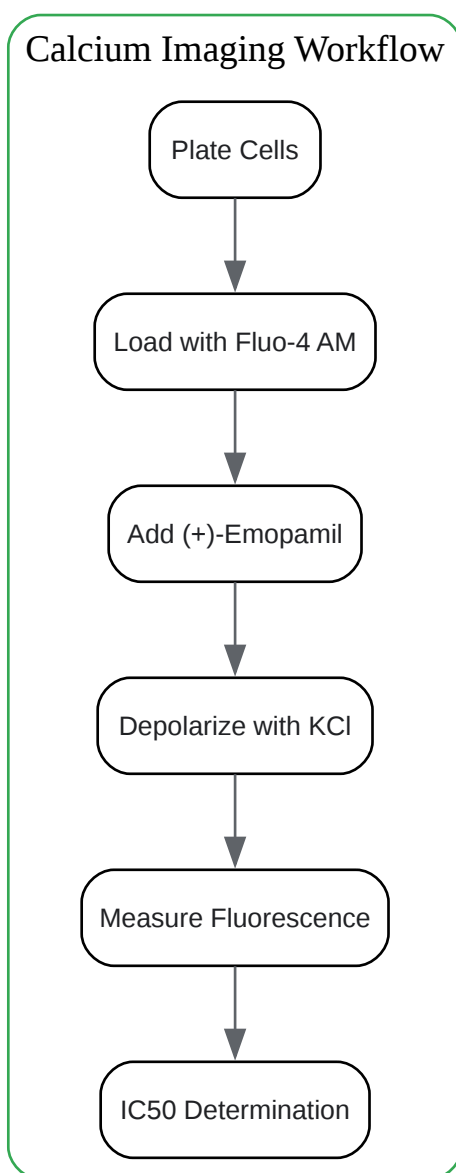 Calcium Imaging Workflow
Plate Cells
Load with Fluo-4 AM
Add (+)-Emopamil
Depolarize with KCl
Measure Fluorescence
IC50 Determination